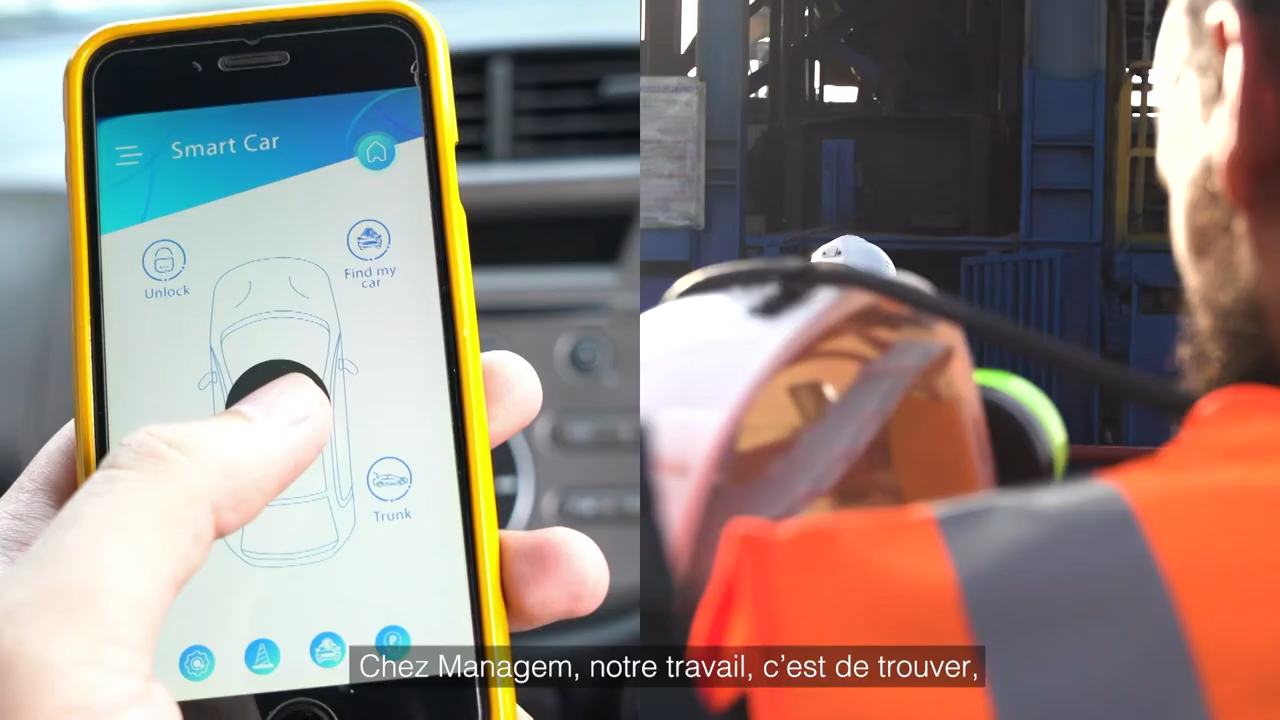 Smart Car
Unlock
Find my
car
Trunk
Chez Managem, notre travail, c’est de trouver,